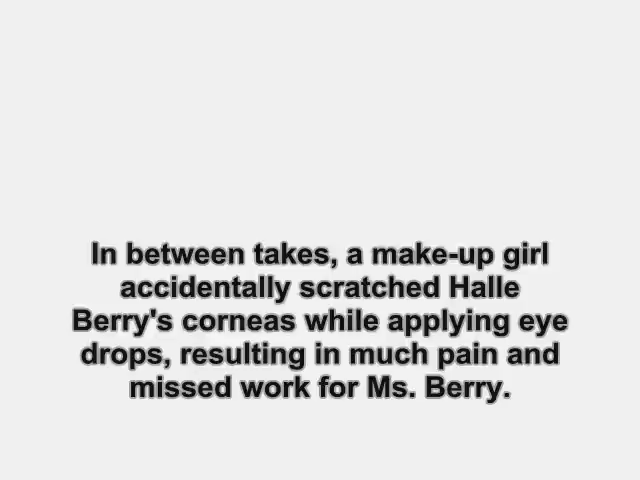 In between takes, a make-up girl
accidentally scratched Halle
Berry's corneas while applying eye
drops, resulting in much pain and
missed work for Ms. Berry.